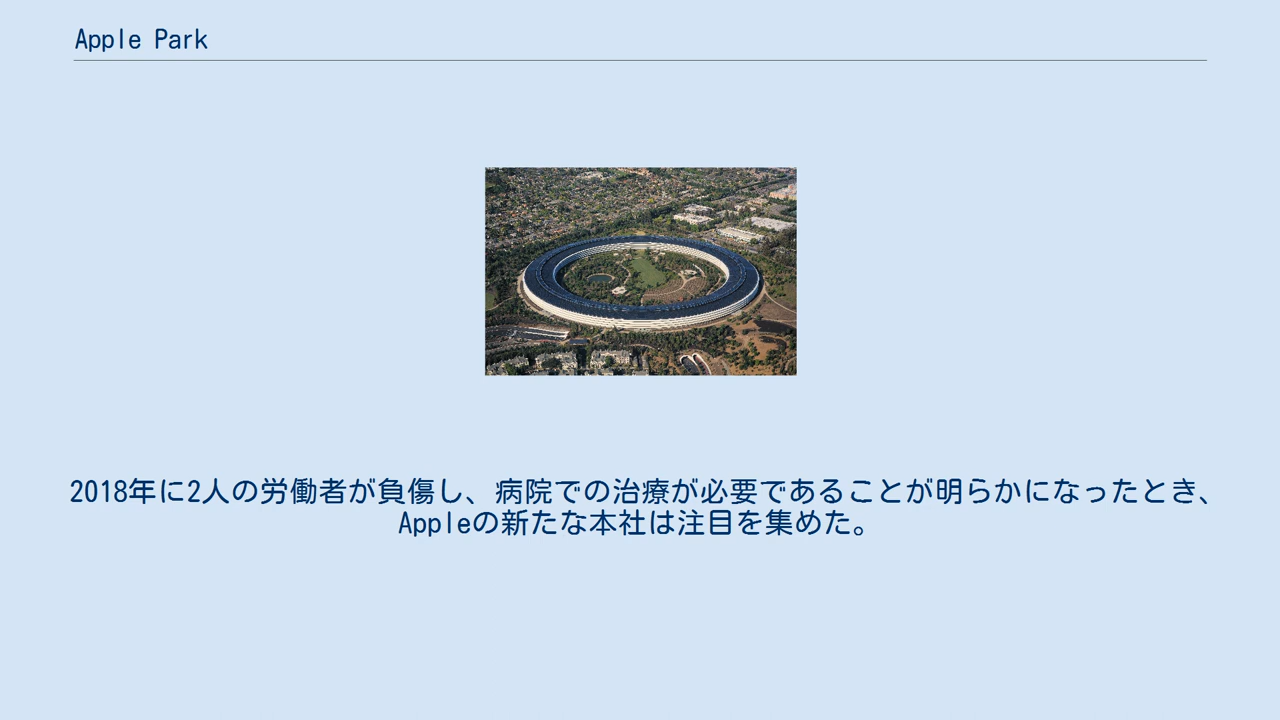 Apple Park
2018年に2人の労働者が負傷し、病院での治療が必要であることが明らかになったとき、
Appleの新たな本社は注目を集めた。